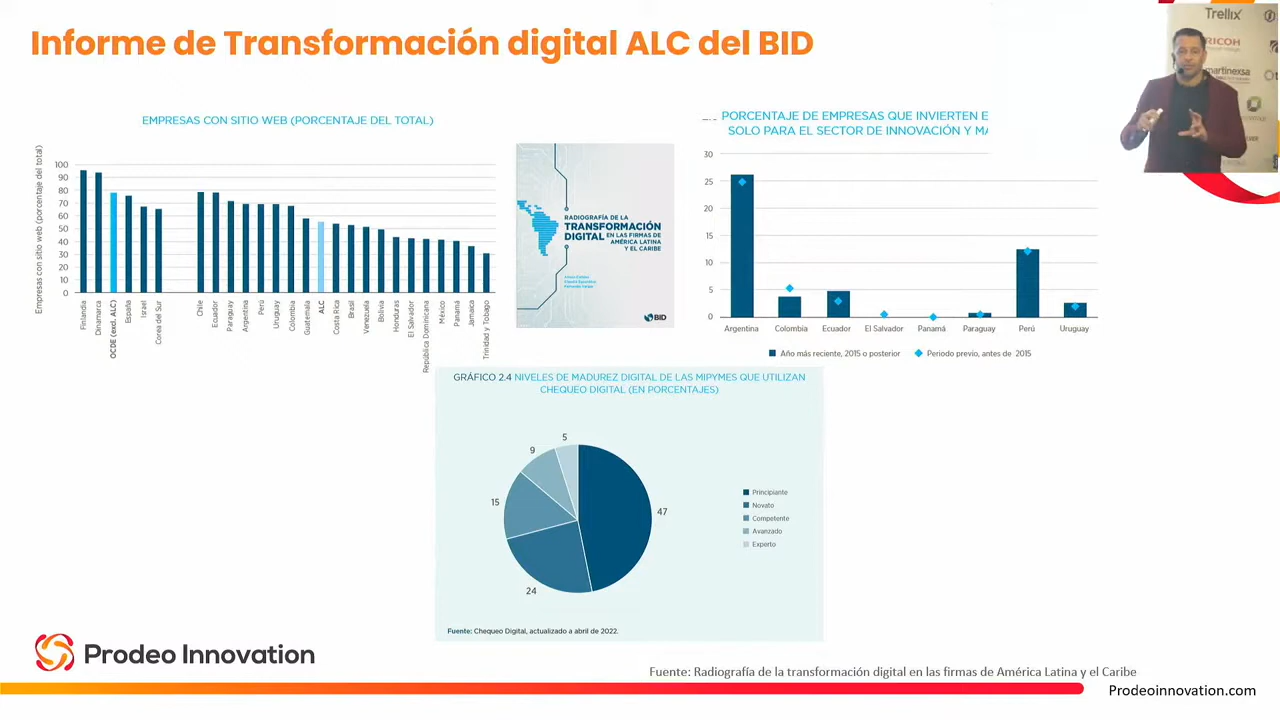 Informe de Transformación digital ALC del BID
Trellix
RICOH
martinexsa
EMPRESAS CON SITIO WEB (PORCENTAJE DEL TOTAL)
Empresas con sitio web (porcentaje del total)
100
90
80
70
60
50
40
30
20
10
0
Finlandia
Dinamarca
OCDE (excl. ALC)
España
Israel
Corea del Sur
Chile
Ecuador
Paraguay
Argentina
Perú
Uruguay
Colombia
Guatemala
ALC
Costa Rica
Brasil
Venezuela
Bolivia
Honduras
El Salvador
República Dominicana
México
Panamá
Jamaica
Trinidad y Tobago
RADIOGRAFÍA DE LA
TRANSFORMACIÓN
DIGITAL EN LAS FIRMAS DE
AMÉRICA LATINA
Y EL CARIBE
BID
PORCENTAJE DE EMPRESAS QUE INVIERTEN E
SOLO PARA EL SECTOR DE INNOVACIÓN Y MA
30
25
20
15
10
5
0
Argentina
Colombia
Ecuador
El Salvador
Panamá
Paraguay
Perú
Uruguay
Año más reciente, 2015 o posterior
Periodo previo, antes de 2015
GRÁFICO 2.4 NIVELES DE MADUREZ DIGITAL DE LAS MIPYMES QUE UTILIZAN
CHEQUEO DIGITAL (EN PORCENTAJES)
5
9
15
47
24
Principiante
Novato
Competente
Avanzado
Experto
Fuente: Chequeo Digital, actualizado a abril de 2022.
Prodeo Innovation
Fuente: Radiografía de la transformación digital en las firmas de América Latina y el Caribe
Prodeoinnovation.com